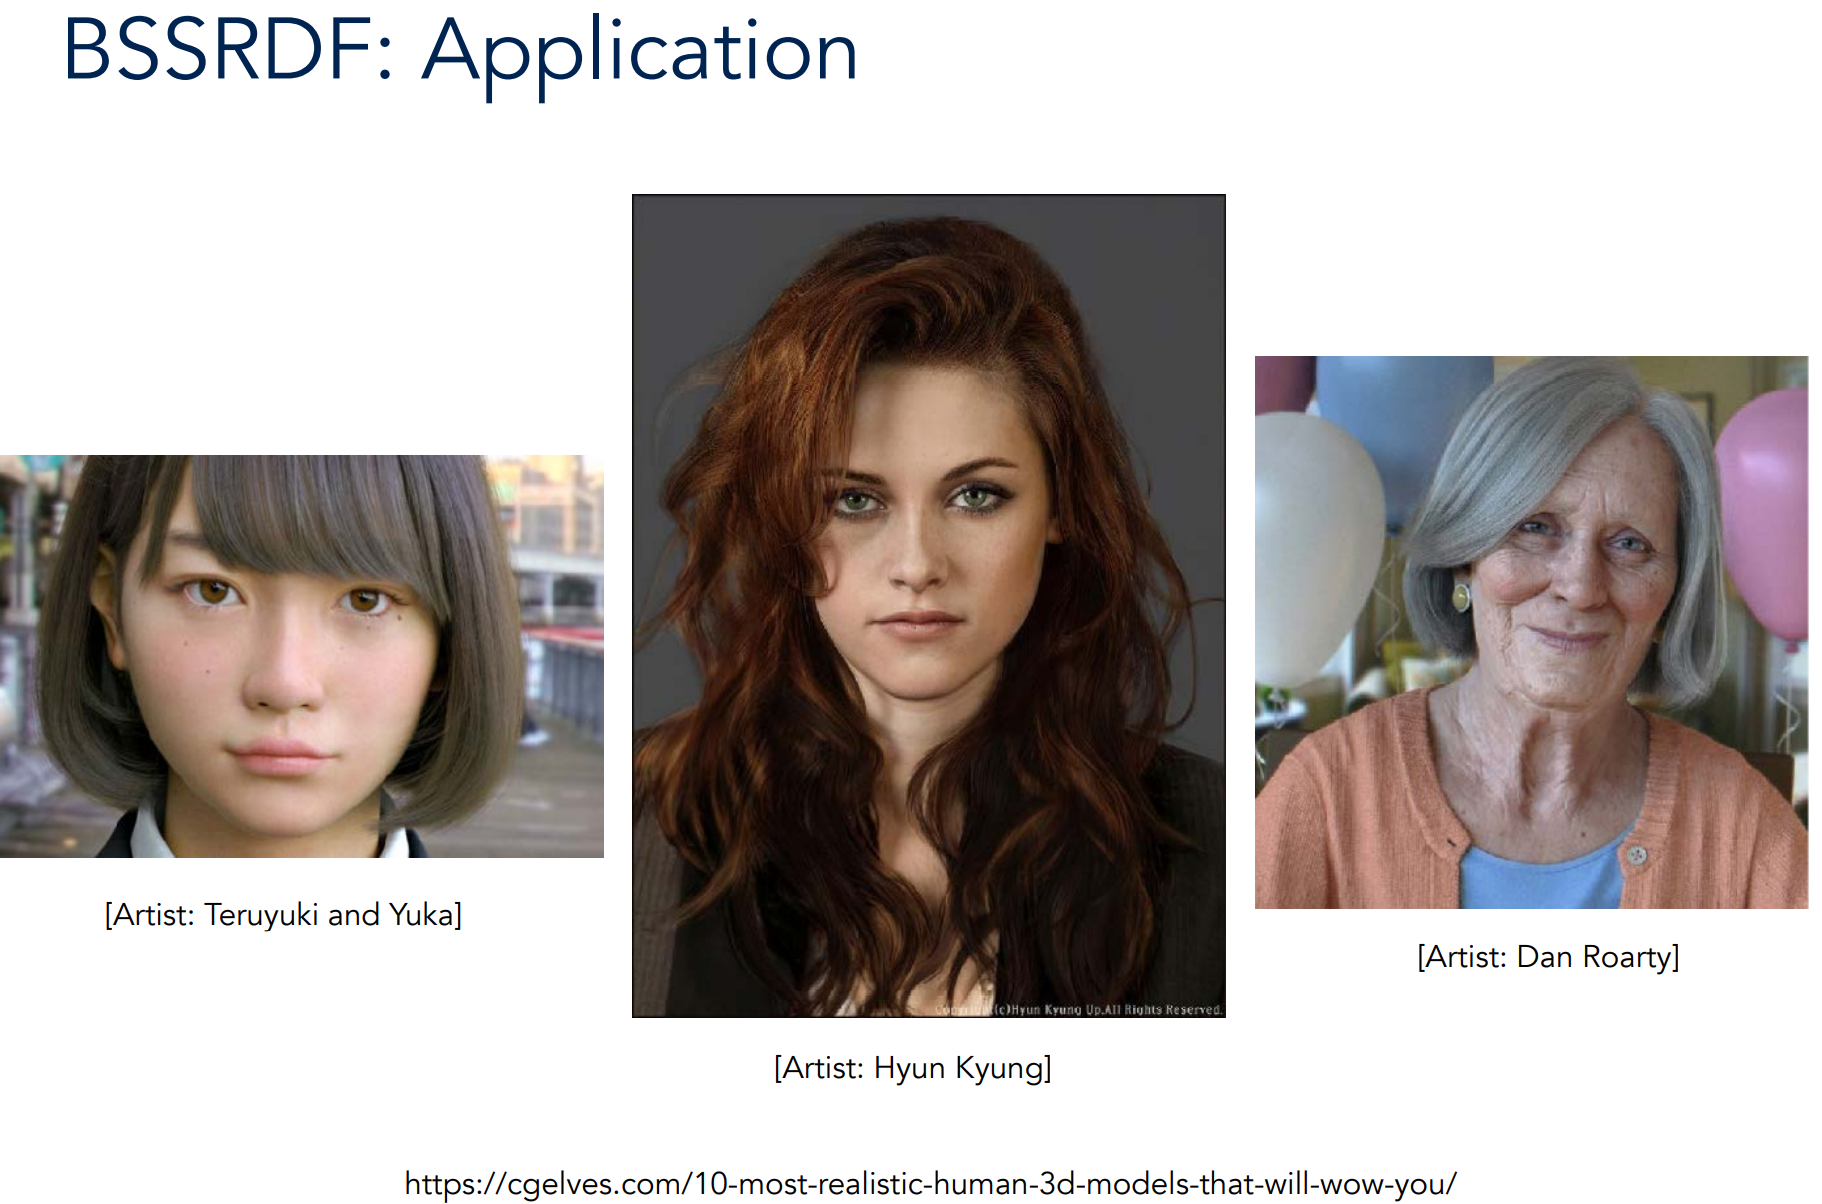 BSSRDF: Application
[Artist: Teruyuki and Yuka]
(c)Hyun Kyung Up.All Rights Reserved.
[Artist: Hyun Kyung]
[Artist: Dan Roarty]
https://cgelves.com/10-most-realistic-human-3d-models-that-will-wow-you/